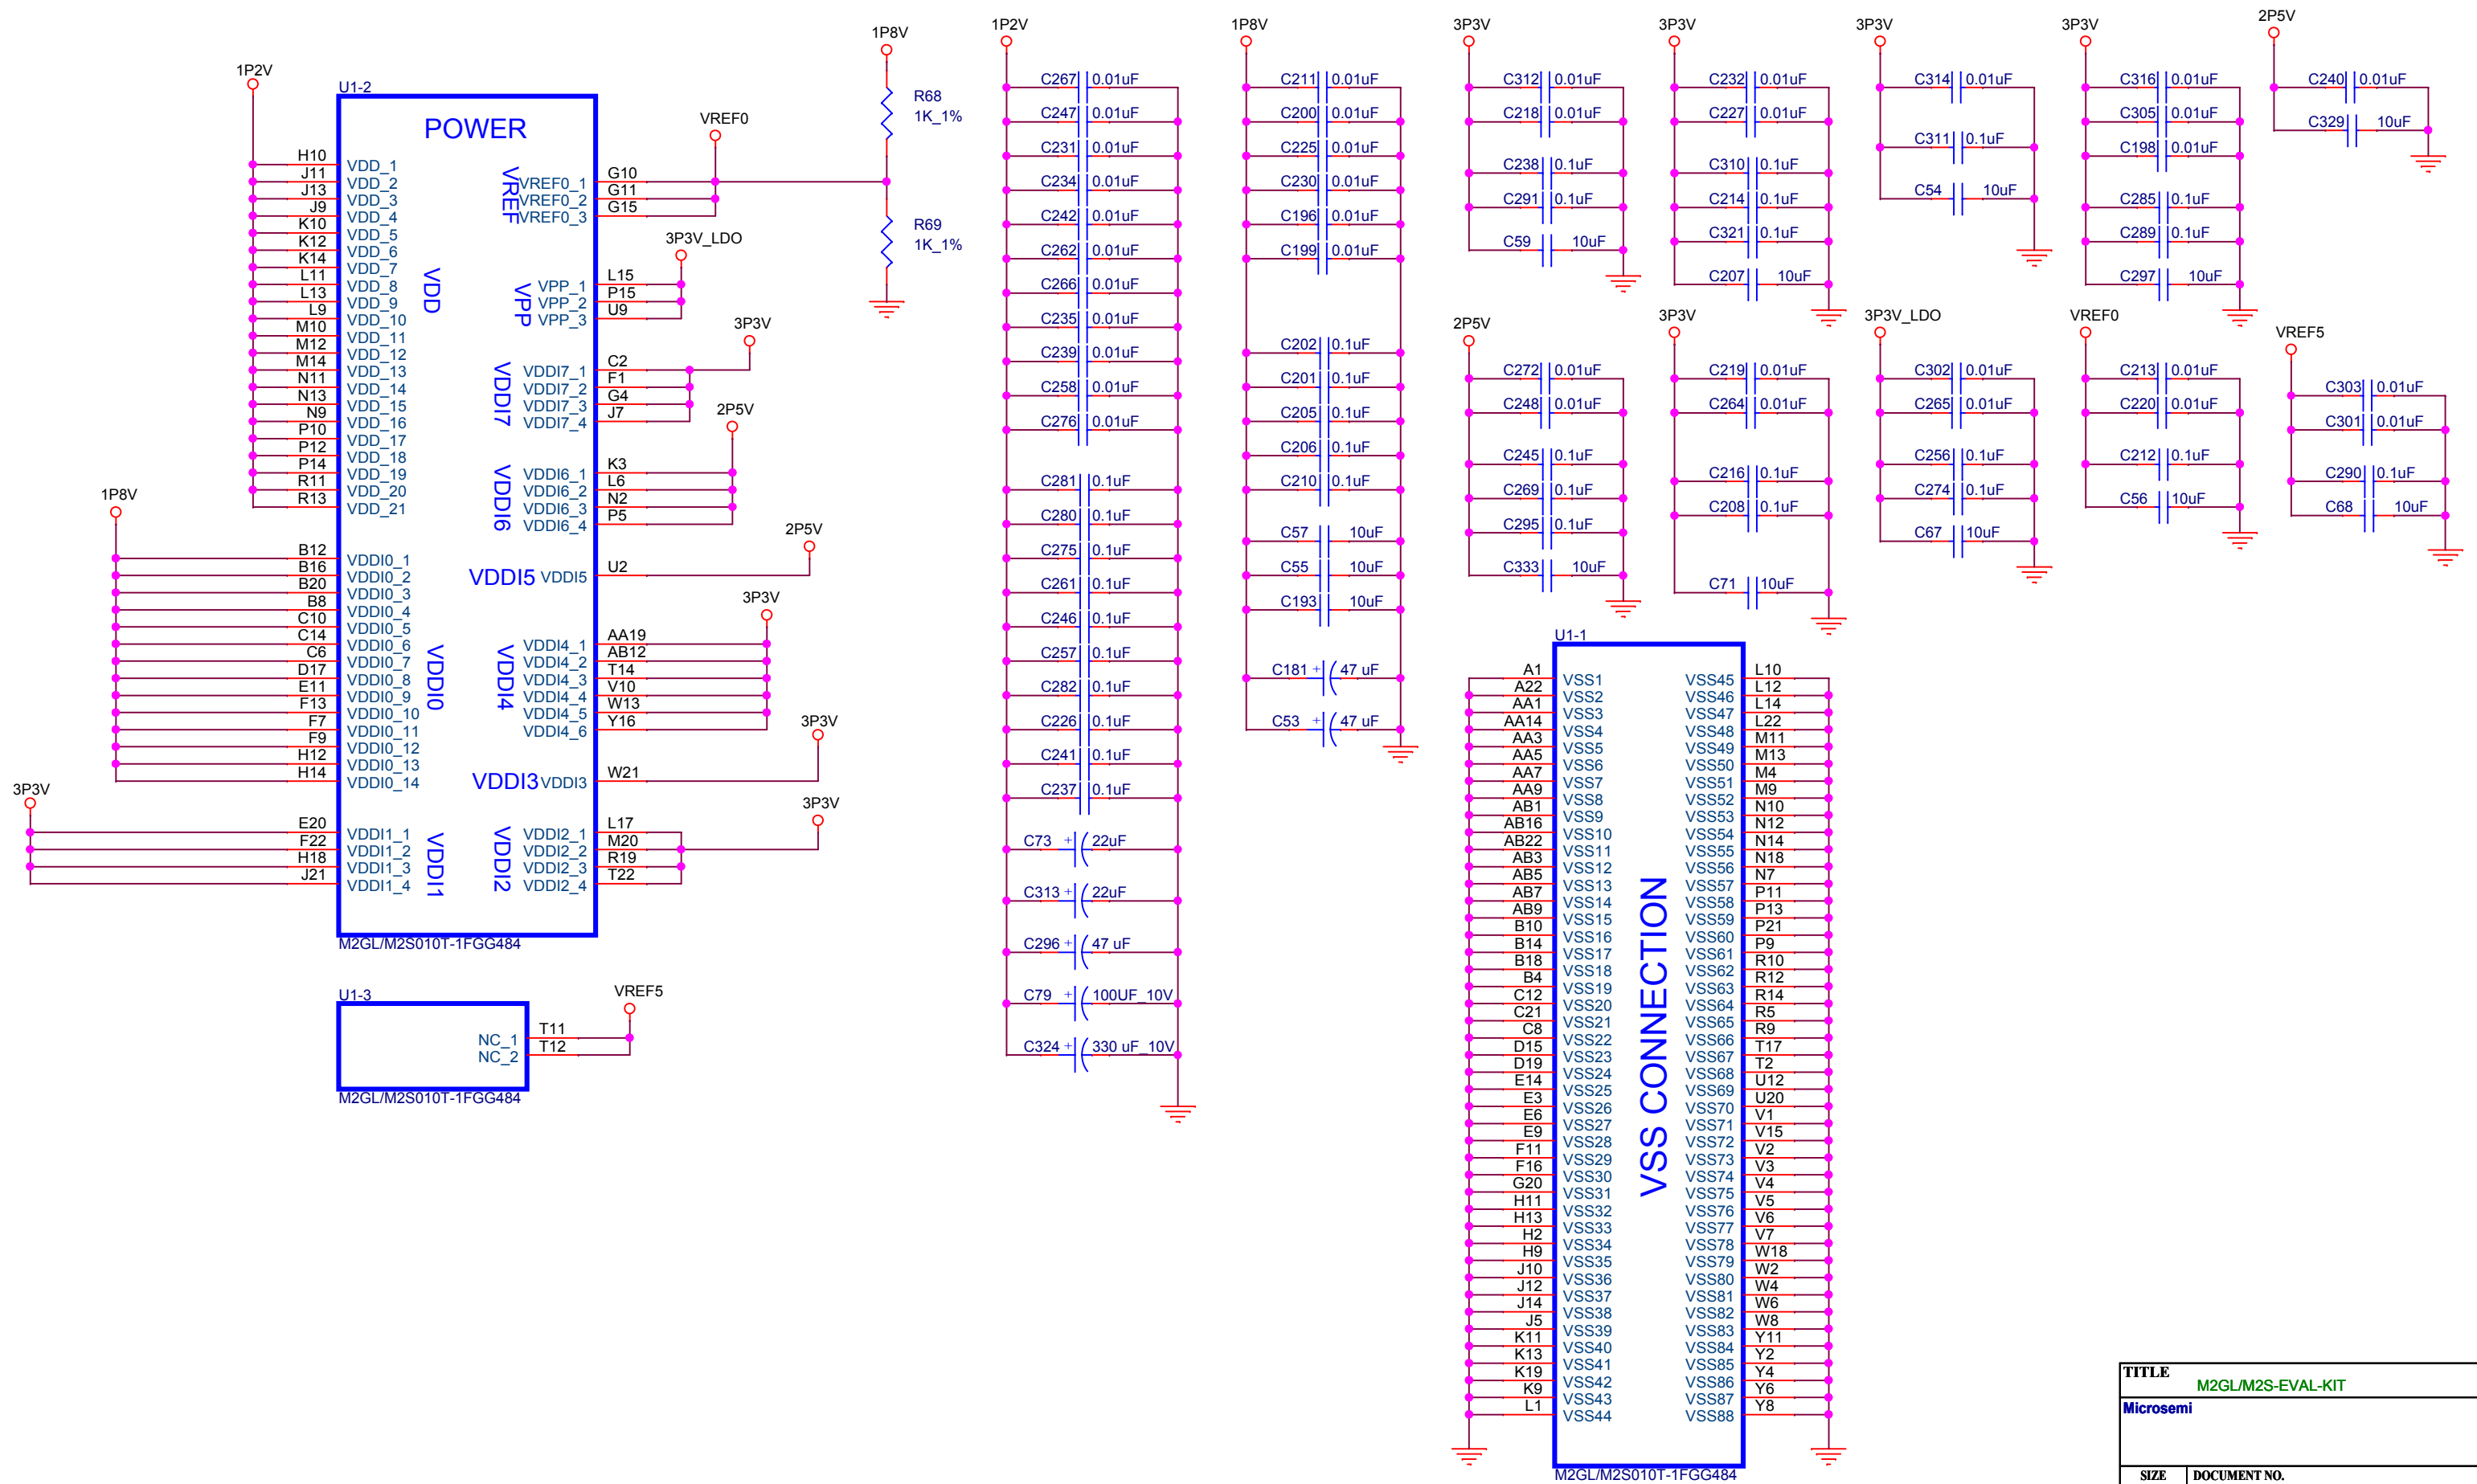 1P2V
U1-2
POWER
H10 VDD_1
J11 VDD_2
J13 VDD_3
J9 VDD_4
K10 VDD_5
K12 VDD_6
K14 VDD_7
L11 VDD_8
L13 VDD_9
L9 VDD_10
M10 VDD_11
M12 VDD_12
M14 VDD_13
N11 VDD_14
N13 VDD_15
N9 VDD_16
P10 VDD_17
P12 VDD_18
P14 VDD_19
R11 VDD_20
R13 VDD_21
VDD
1P8V
B12 VDDI0_1
B16 VDDI0_2
B20 VDDI0_3
B8 VDDI0_4
C10 VDDI0_5
C14 VDDI0_6
C6 VDDI0_7
D17 VDDI0_8
E11 VDDI0_9
F13 VDDI0_10
F7 VDDI0_11
F9 VDDI0_12
H12 VDDI0_13
H14 VDDI0_14
VDDI0
3P3V
E20 VDDI1_1
F22 VDDI1_2
H18 VDDI1_3
J21 VDDI1_4
VDDI1
VREF
VREF0_1 G10
VREF0_2 G11
VREF0_3 G15
VREF0
1P8V
R68
1K_1%
R69
1K_1%
3P3V_LDO
VPP
VPP_1 L15
VPP_2 P15
VPP_3 U9
3P3V
VDDI7
VDDI7_1 C2
VDDI7_2 F1
VDDI7_3 G4
VDDI7_4 J7
2P5V
VDDI6
VDDI6_1 K3
VDDI6_2 L6
VDDI6_3 N2
VDDI6_4 P5
2P5V
VDDI5 VDDI5 U2
3P3V
VDDI4
VDDI4_1 AA19
VDDI4_2 AB12
VDDI4_3 T14
VDDI4_4 V10
VDDI4_5 W13
VDDI4_6 Y16
3P3V
VDDI3 VDDI3 W21
3P3V
VDDI2
VDDI2_1 L17
VDDI2_2 M20
VDDI2_3 R19
VDDI2_4 T22
M2GL/M2S010T-1FGG484
U1-3
VREF5
NC_1 T11
NC_2 T12
M2GL/M2S010T-1FGG484
1P2V
C267 0.01uF
C247 0.01uF
C231 0.01uF
C234 0.01uF
C242 0.01uF
C262 0.01uF
C266 0.01uF
C235 0.01uF
C239 0.01uF
C258 0.01uF
C276 0.01uF
C281 0.1uF
C280 0.1uF
C275 0.1uF
C261 0.1uF
C246 0.1uF
C257 0.1uF
C282 0.1uF
C226 0.1uF
C241 0.1uF
C237 0.1uF
C73 + 22uF
C313 + 22uF
C296 + 47 uF
C79 + 100UF_10V
C324 + 330 uF_10V
1P8V
C211 0.01uF
C200 0.01uF
C225 0.01uF
C230 0.01uF
C196 0.01uF
C199 0.01uF
C202 0.1uF
C201 0.1uF
C205 0.1uF
C206 0.1uF
C210 0.1uF
C57 10uF
C55 10uF
C193 10uF
C181 + 47 uF
C53 + 47 uF
3P3V
C312 0.01uF
C218 0.01uF
C238 0.1uF
C291 0.1uF
C59 10uF
3P3V
C232 0.01uF
C227 0.01uF
C310 0.1uF
C214 0.1uF
C321 0.1uF
C207 10uF
3P3V
C314 0.01uF
C311 0.1uF
C54 10uF
3P3V
C316 0.01uF
C305 0.01uF
C198 0.01uF
C285 0.1uF
C289 0.1uF
C297 10uF
2P5V
C240 0.01uF
C329 10uF
2P5V
C272 0.01uF
C248 0.01uF
C245 0.1uF
C269 0.1uF
C295 0.1uF
C333 10uF
3P3V
C219 0.01uF
C264 0.01uF
C216 0.1uF
C208 0.1uF
C71 10uF
3P3V_LDO
C302 0.01uF
C265 0.01uF
C256 0.1uF
C274 0.1uF
C67 10uF
VREF0
C213 0.01uF
C220 0.01uF
C212 0.1uF
C56 10uF
VREF5
C303 0.01uF
C301 0.01uF
C290 0.1uF
C68 10uF
U1-1
VSS CONNECTION
A1 VSS1 VSS45 L10
A22 VSS2 VSS46 L12
AA1 VSS3 VSS47 L14
AA14 VSS4 VSS48 L22
AA3 VSS5 VSS49 M11
AA5 VSS6 VSS50 M13
AA7 VSS7 VSS51 M4
AA9 VSS8 VSS52 M9
AB1 VSS9 VSS53 N10
AB16 VSS10 VSS54 N12
AB22 VSS11 VSS55 N14
AB3 VSS12 VSS56 N18
AB5 VSS13 VSS57 N7
AB7 VSS14 VSS58 P11
AB9 VSS15 VSS59 P13
B10 VSS16 VSS60 P21
B14 VSS17 VSS61 P9
B18 VSS18 VSS62 R10
B4 VSS19 VSS63 R12
C12 VSS20 VSS64 R14
C21 VSS21 VSS65 R5
C8 VSS22 VSS66 R9
D15 VSS23 VSS67 T17
D19 VSS24 VSS68 T2
E14 VSS25 VSS69 U12
E3 VSS26 VSS70 U20
E6 VSS27 VSS71 V1
E9 VSS28 VSS72 V15
F11 VSS29 VSS73 V2
F16 VSS30 VSS74 V3
G20 VSS31 VSS75 V4
H11 VSS32 VSS76 V5
H13 VSS33 VSS77 V6
H2 VSS34 VSS78 V7
H9 VSS35 VSS79 W18
J10 VSS36 VSS80 W2
J12 VSS37 VSS81 W4
J14 VSS38 VSS82 W6
J5 VSS39 VSS83 W8
K11 VSS40 VSS84 Y11
K13 VSS41 VSS85 Y2
K19 VSS42 VSS86 Y4
K9 VSS43 VSS87 Y6
L1 VSS44 VSS88 Y8
M2GL/M2S010T-1FGG484
TITLE
M2GL/M2S-EVAL-KIT
Microsemi
SIZE DOCUMENT NO.